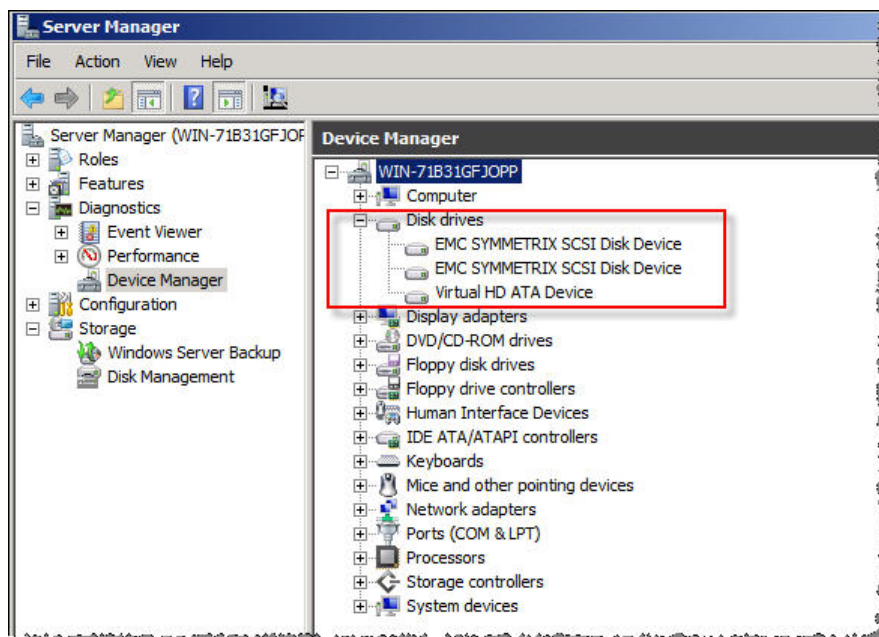 Server Manager
File Action View Help
Server Manager (WIN-71B31GFJOF
Roles
Features
Diagnostics
Event Viewer
Performance
Device Manager
Configuration
Storage
Windows Server Backup
Disk Management
Device Manager
WIN-71B31GFJOPP
Computer
Disk drives
EMC SYMMETRIX SCSI Disk Device
EMC SYMMETRIX SCSI Disk Device
Virtual HD ATA Device
Display adapters
DVD/CD-ROM drives
Floppy disk drives
Floppy drive controllers
Human Interface Devices
IDE ATA/ATAPI controllers
Keyboards
Mice and other pointing devices
Network adapters
Ports (COM & LPT)
Processors
Storage controllers
System devices